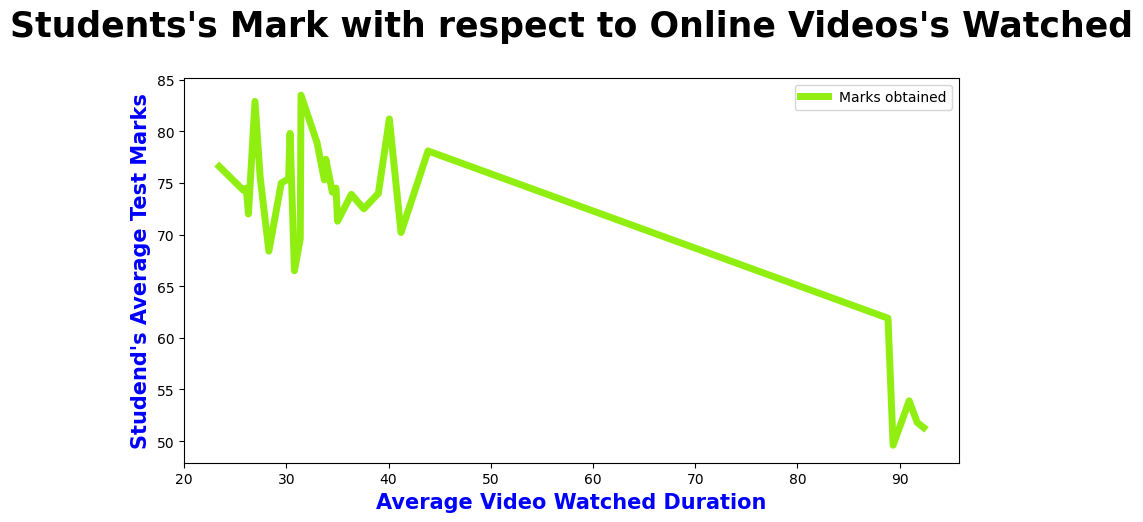 Students's Mark with respect to Online Videos's Watched
Marks obtained
Studend's Average Test Marks
85
80
75
70
65
60
55
50
20 30 40 50 60 70 80 90
Average Video Watched Duration